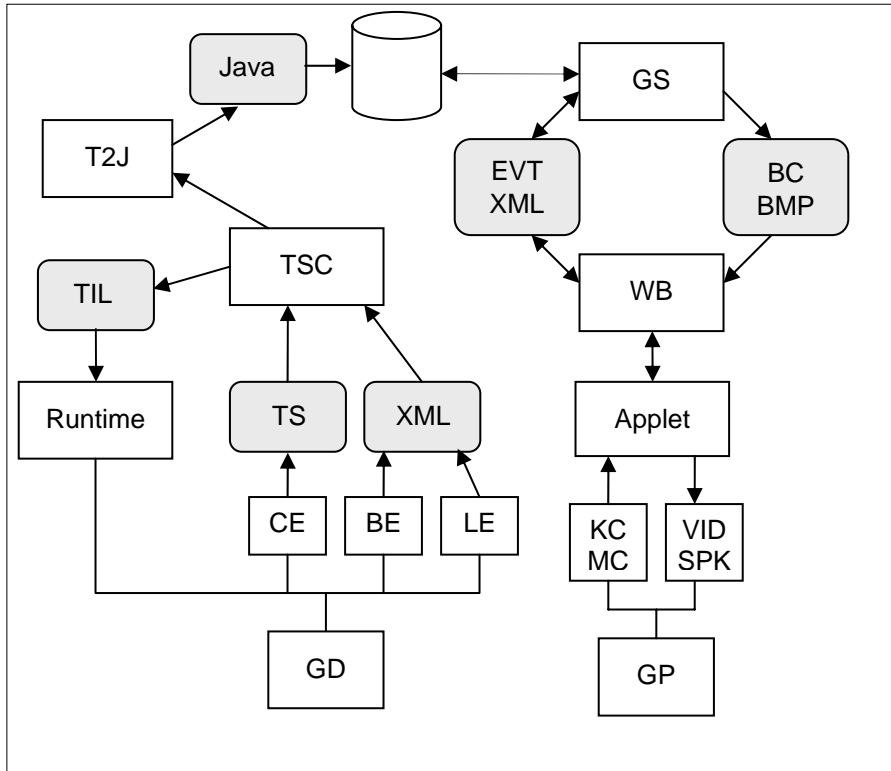 Java
GS
T2J
EVT
XML
BC
BMP
TSC
WB
TIL
Runtime
TS
XML
Applet
CE
BE
LE
KC
MC
VID
SPK
GD
GP